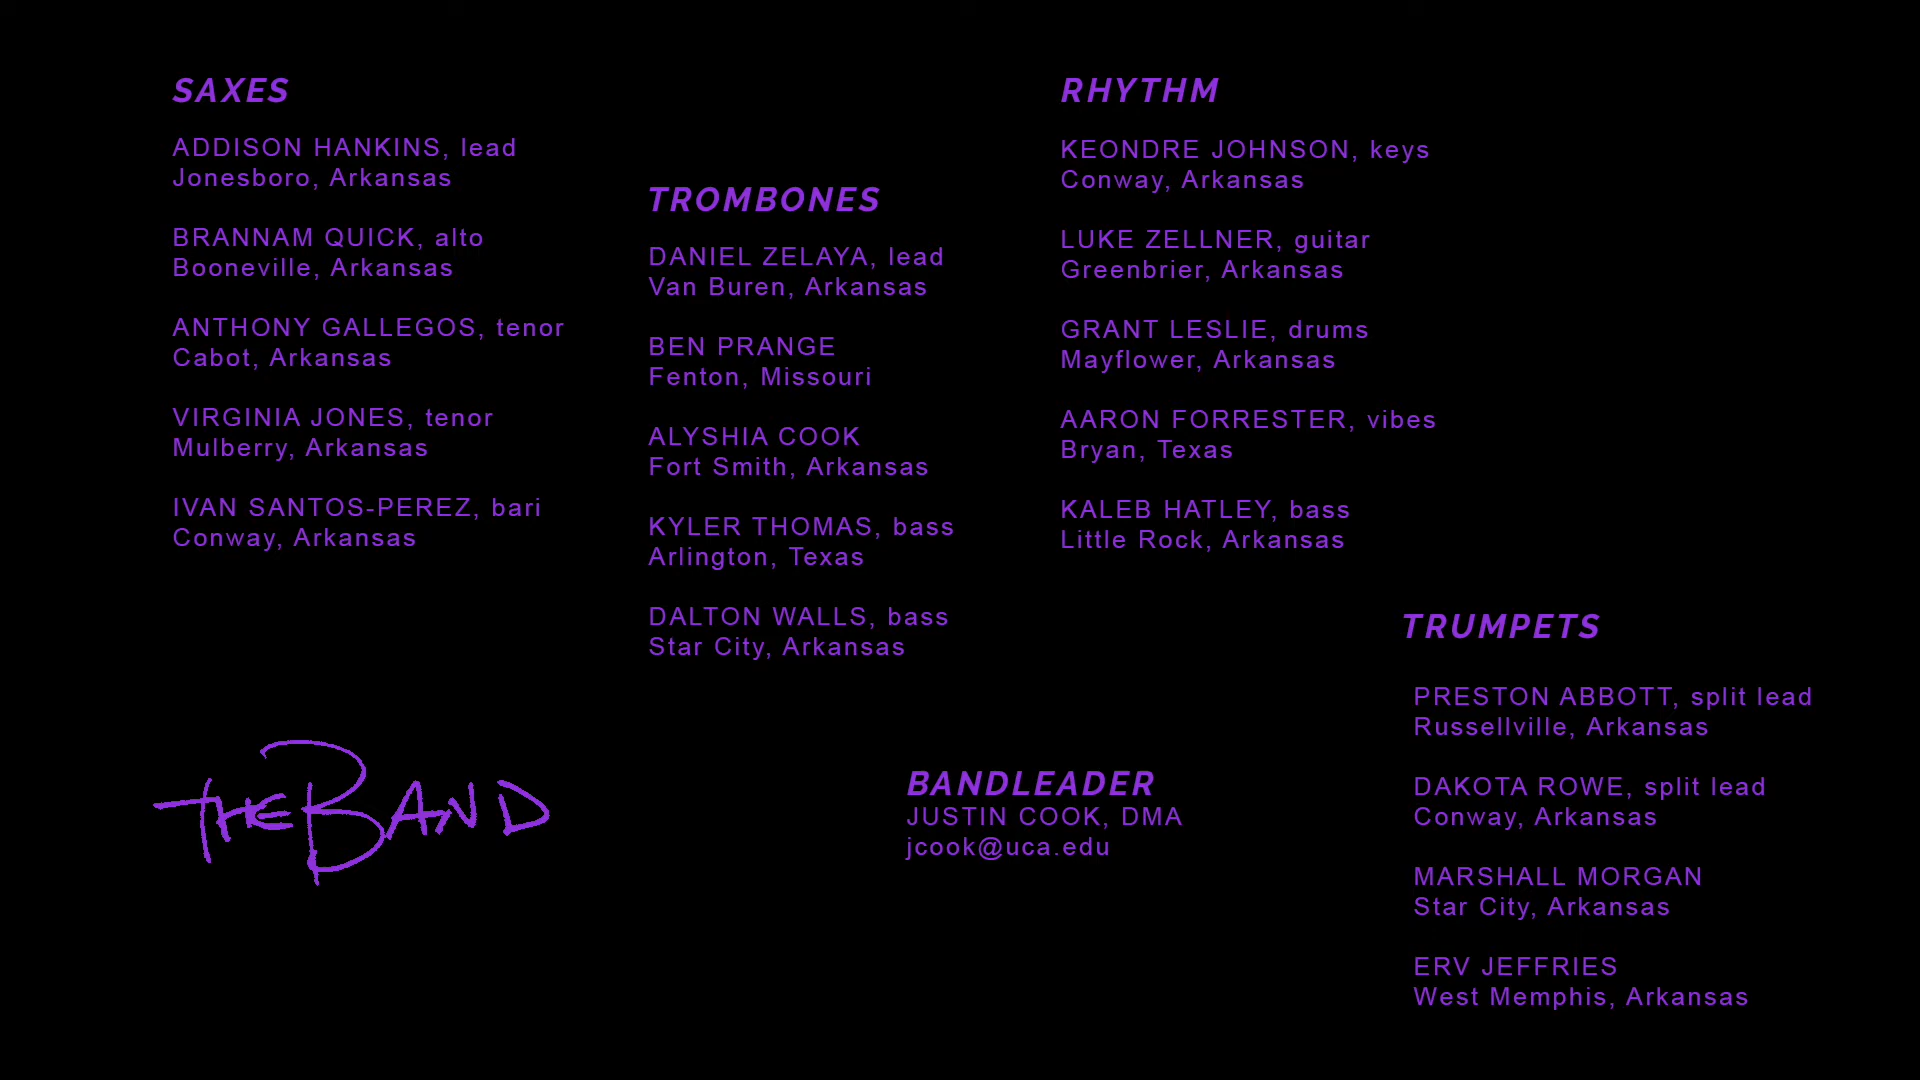 SAXES
ADDISON HANKINS, lead
Jonesboro, Arkansas
BRANNAM QUICK, alto
Booneville, Arkansas
ANTHONY GALLEGOS, tenor
Cabot, Arkansas
VIRGINIA JONES, tenor
Mulberry, Arkansas
IVAN SANTOS-PEREZ, bari
Conway, Arkansas
TROMBONES
DANIEL ZELAYA, lead
Van Buren, Arkansas
BEN PRANGE
Fenton, Missouri
ALYSHIA COOK
Fort Smith, Arkansas
KYLER THOMAS, bass
Arlington, Texas
DALTON WALLS, bass
Star City, Arkansas
RHYTHM
KEONDRE JOHNSON, keys
Conway, Arkansas
LUKE ZELLNER, guitar
Greenbrier, Arkansas
GRANT LESLIE, drums
Mayflower, Arkansas
AARON FORRESTER, vibes
Bryan, Texas
KALEB HATLEY, bass
Little Rock, Arkansas
TRUMPETS
PRESTON ABBOTT, split lead
Russellville, Arkansas
DAKOTA ROWE, split lead
Conway, Arkansas
MARSHALL MORGAN
Star City, Arkansas
ERV JEFFRIES
West Memphis, Arkansas
THE BAND
BANDLEADER
JUSTIN COOK, DMA
jcook@uca.edu